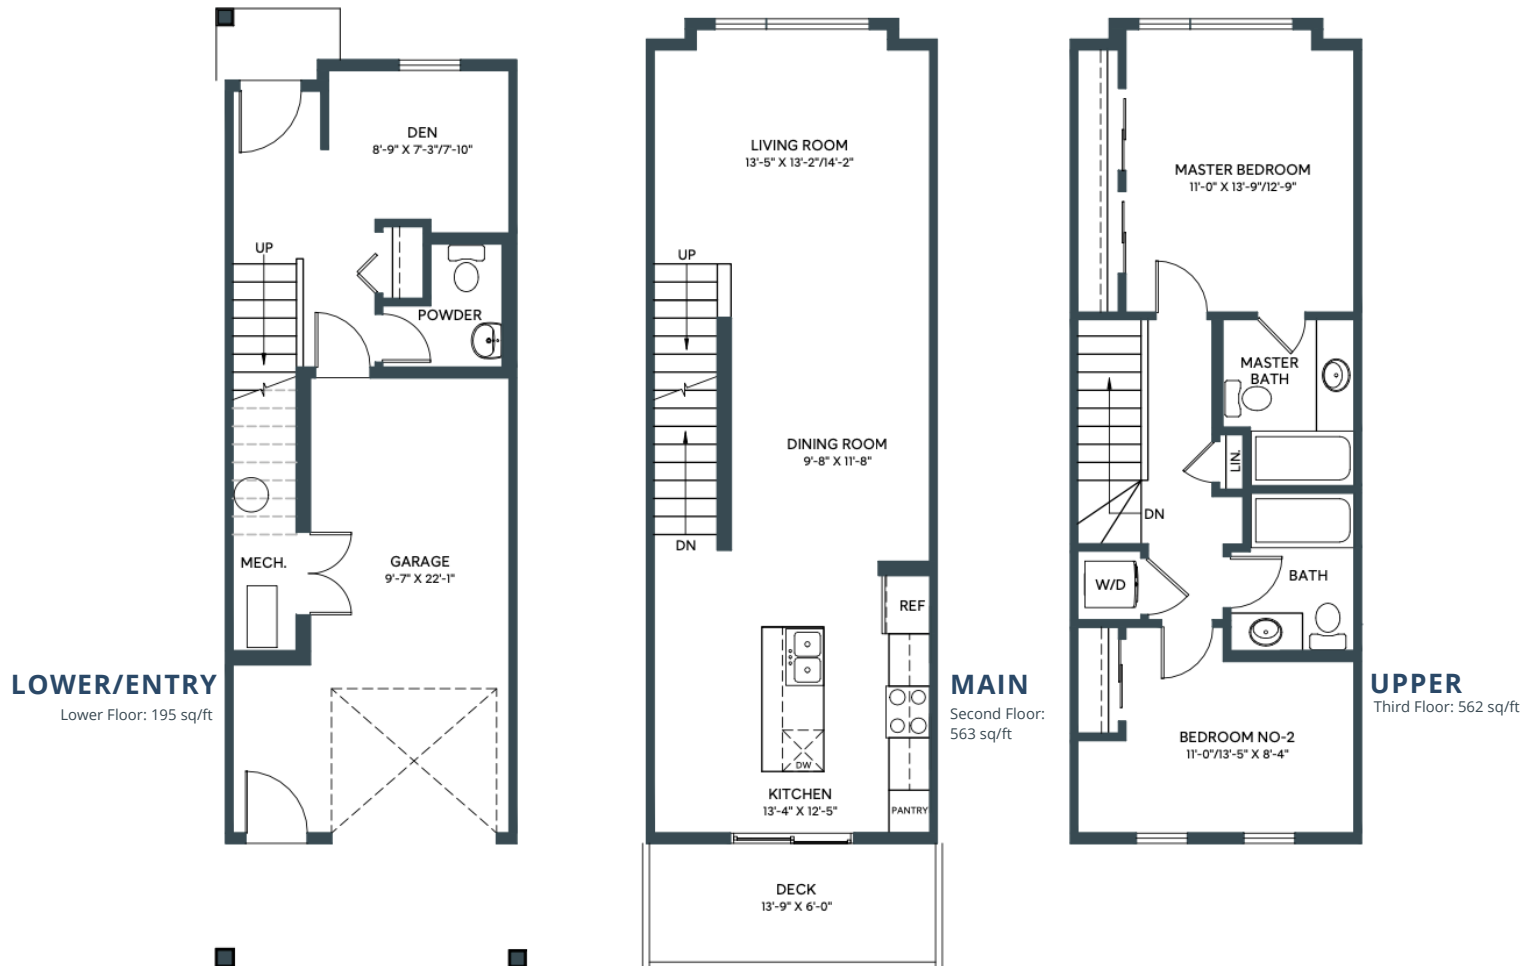 DEN
8'-9" X 7'-3"/7'-10"
UP
POWDER
MECH.
GARAGE
9'-7" X 22'-1"
LOWER/ENTRY
Lower Floor: 195 sq/ft
LIVING ROOM
13'-5" X 13'-2"/14'-2"
UP
DINING ROOM
9'-8" X 11'-8"
DN
REF
DW
KITCHEN
13'-4" X 12'-5"
PANTRY
DECK
13'-9" X 6'-0"
MAIN
Second Floor:
563 sq/ft
MASTER BEDROOM
11'-0" X 13'-9"/12'-9"
MASTER
BATH
LIN.
DN
W/D
BATH
BEDROOM NO-2
11'-0"/13'-5" X 8'-4"
UPPER
Third Floor: 562 sq/ft